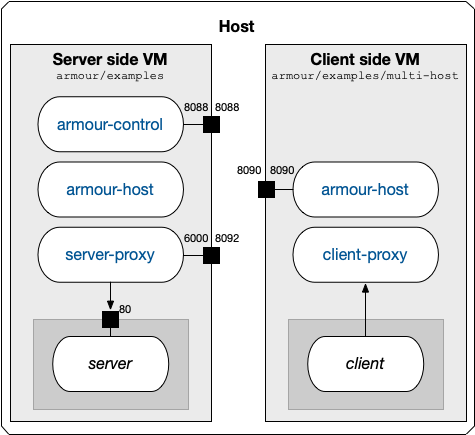 Host
Server side VM
armour/examples
armour-control
8088 8088
armour-host
server-proxy
6000 8092
80
server
Client side VM
armour/examples/multi-host
8090 8090
armour-host
client-proxy
client